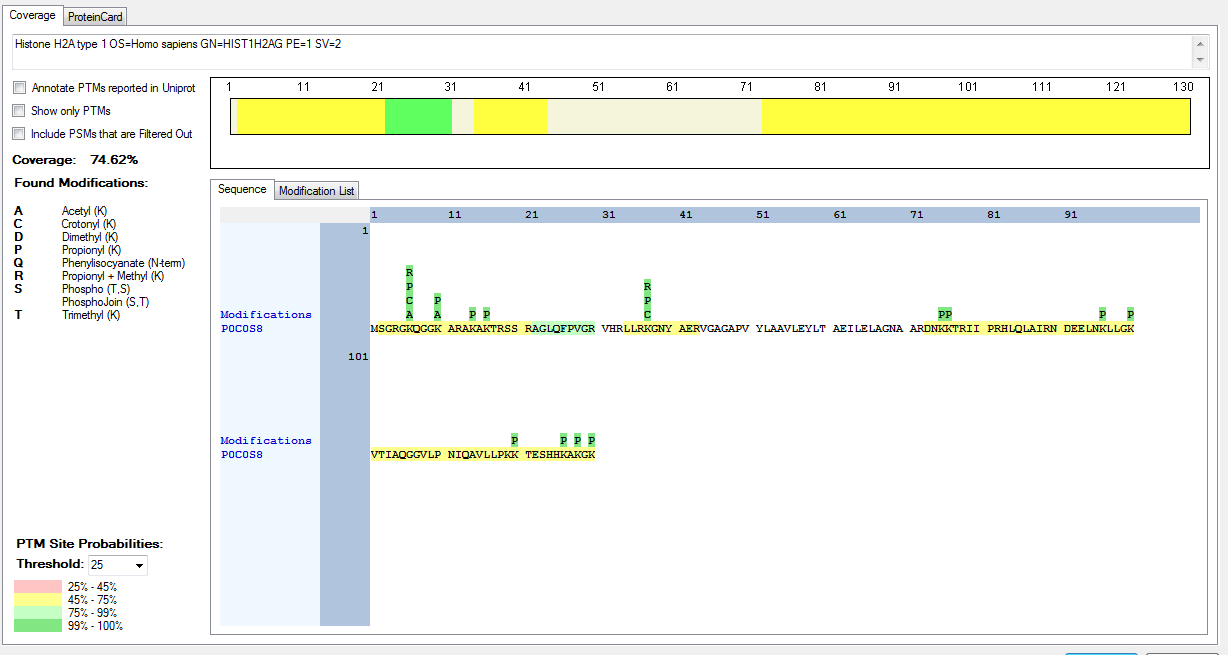 Coverage ProteinCard
Histone H2A type 1 OS=Homo sapiens GN=HIST1H2AG PE=1 SV=2
Annotate PTMs reported in Uniprot
Show only PTMs
Include PSMs that are Filtered Out
Coverage: 74.62%
Found Modifications:
A Acetyl (K)
C Crotonyl (K)
D Dimethyl (K)
P Propionyl (K)
Q Phenylisocyanate (N-term)
R Propionyl + Methyl (K)
S Phospho (T,S)
PhosphoJoin (S,T)
T Trimethyl (K)
PTM Site Probabilities:
Threshold: 25
25% - 45%
45% - 75%
75% - 99%
99% - 100%
1 11 21 31 41 51 61 71 81 91 101 111 121 130
Sequence Modification List
1 11 21 31 41 51 61 71 81 91
1
R
P R
C P P
Modifications A A P P C PP P P
P0C0S8 MSGRGKQGGK ARAKAKTRSS RAGLQFPVGR VHRLLRKGNY AERVGAGAPV YLAAVLEYLT AEILELAGNA ARDNKKTRII PRHLQLAIRN DEELNKLLGK
101
Modifications P P P P
P0C0S8 VTIAQGGVLP NIQAVLLPKK TESHHKAKGK